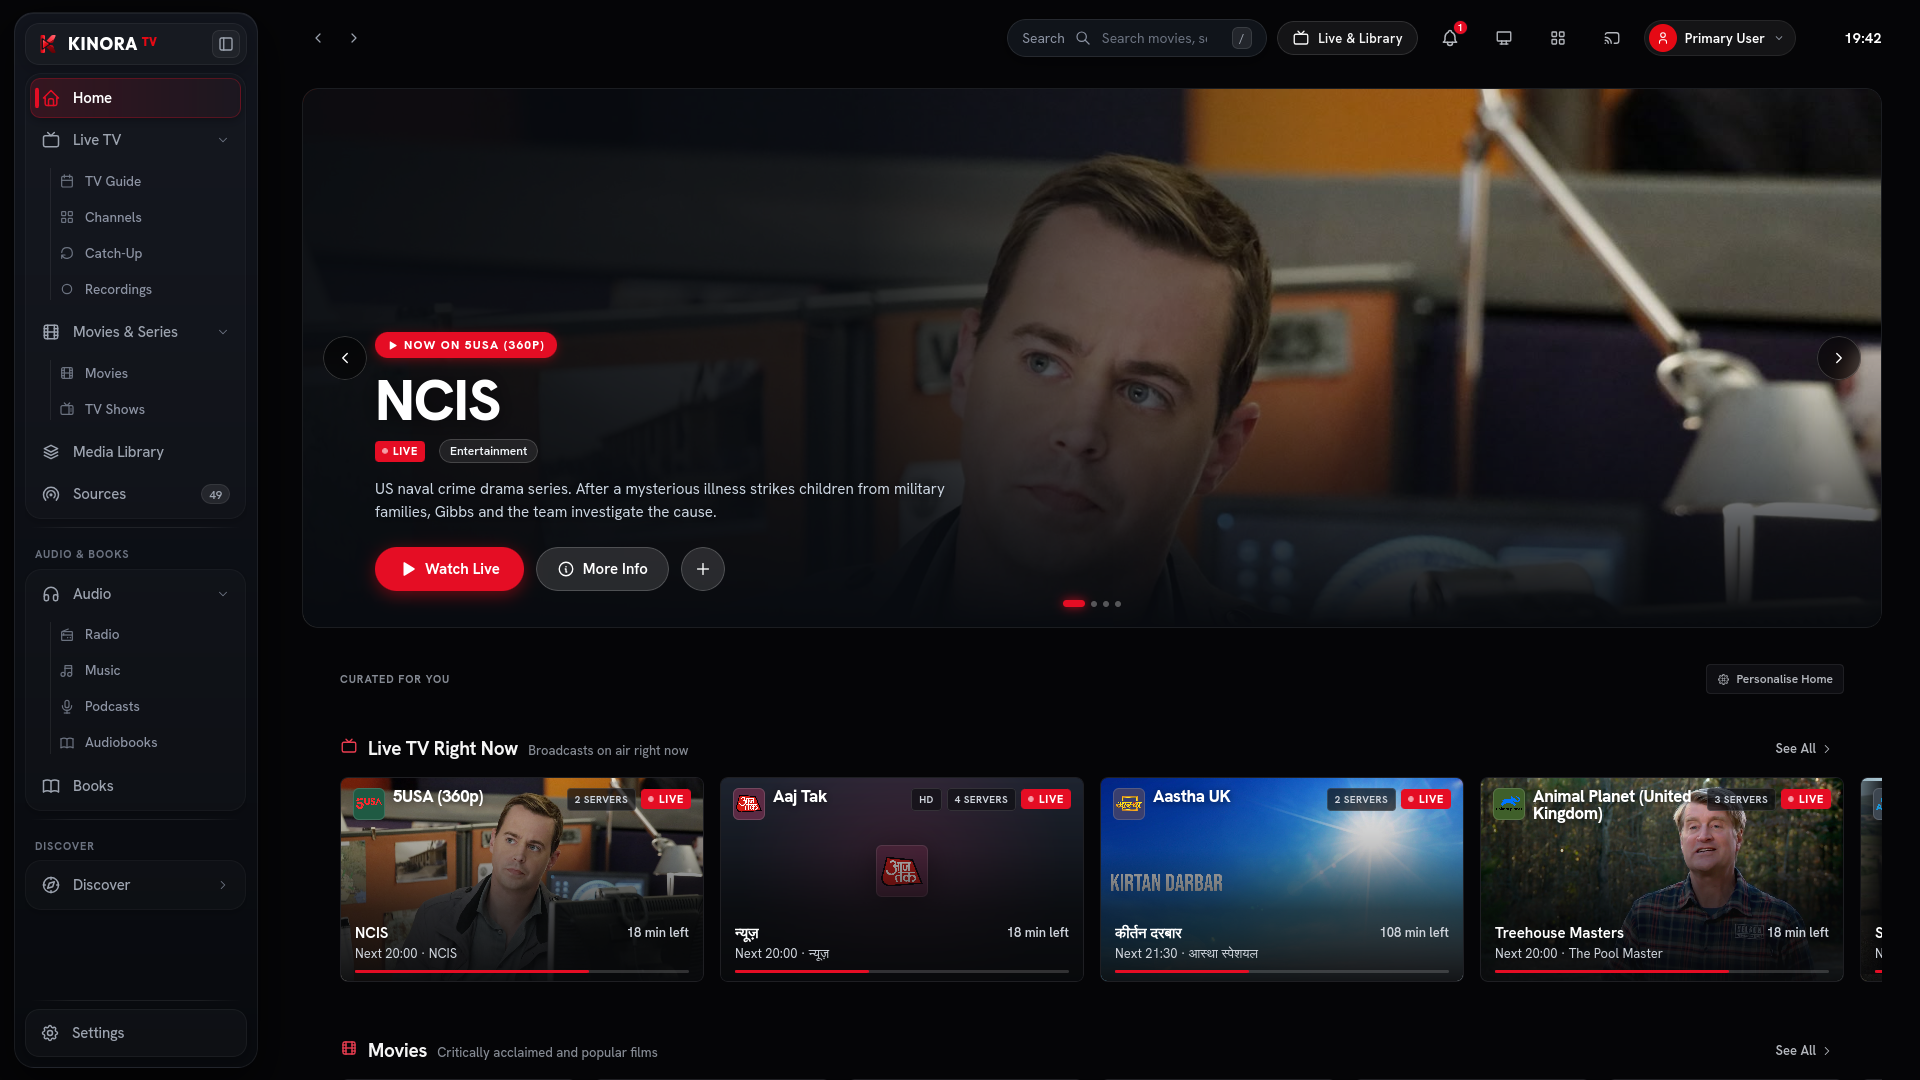 KINORA TV
Home
Live TV
TV Guide
Channels
Catch-Up
Recordings
Movies & Series
Movies
TV Shows
Media Library
Sources 49
AUDIO & BOOKS
Audio
Radio
Music
Podcasts
Audiobooks
Books
DISCOVER
Discover
Settings
Search Search movies, se /
Live & Library
1
Primary User
19:42
NOW ON 5USA (360P)
NCIS
LIVE Entertainment
US naval crime drama series. After a mysterious illness strikes children from military
families, Gibbs and the team investigate the cause.
Watch Live More Info
CURATED FOR YOU
Personalise Home
Live TV Right Now Broadcasts on air right now
See All
5USA
5USA (360p) 2 SERVERS LIVE
NCIS 18 min left
Next 20:00 · NCIS
आज तक
Aaj Tak HD 4 SERVERS LIVE
आज
तक
न्यूज़ 18 min left
Next 20:00 · न्यूज़
आस्था
Aastha UK 2 SERVERS LIVE
KIRTAN DARBAR
कीर्तन दरबार 108 min left
Next 21:30 · आस्था स्पेशयल
Animal Planet (United
Kingdom)
3 SERVERS LIVE
Treehouse Masters 18 min left
Next 20:00 · The Pool Master
S
N
Movies Critically acclaimed and popular films
See All